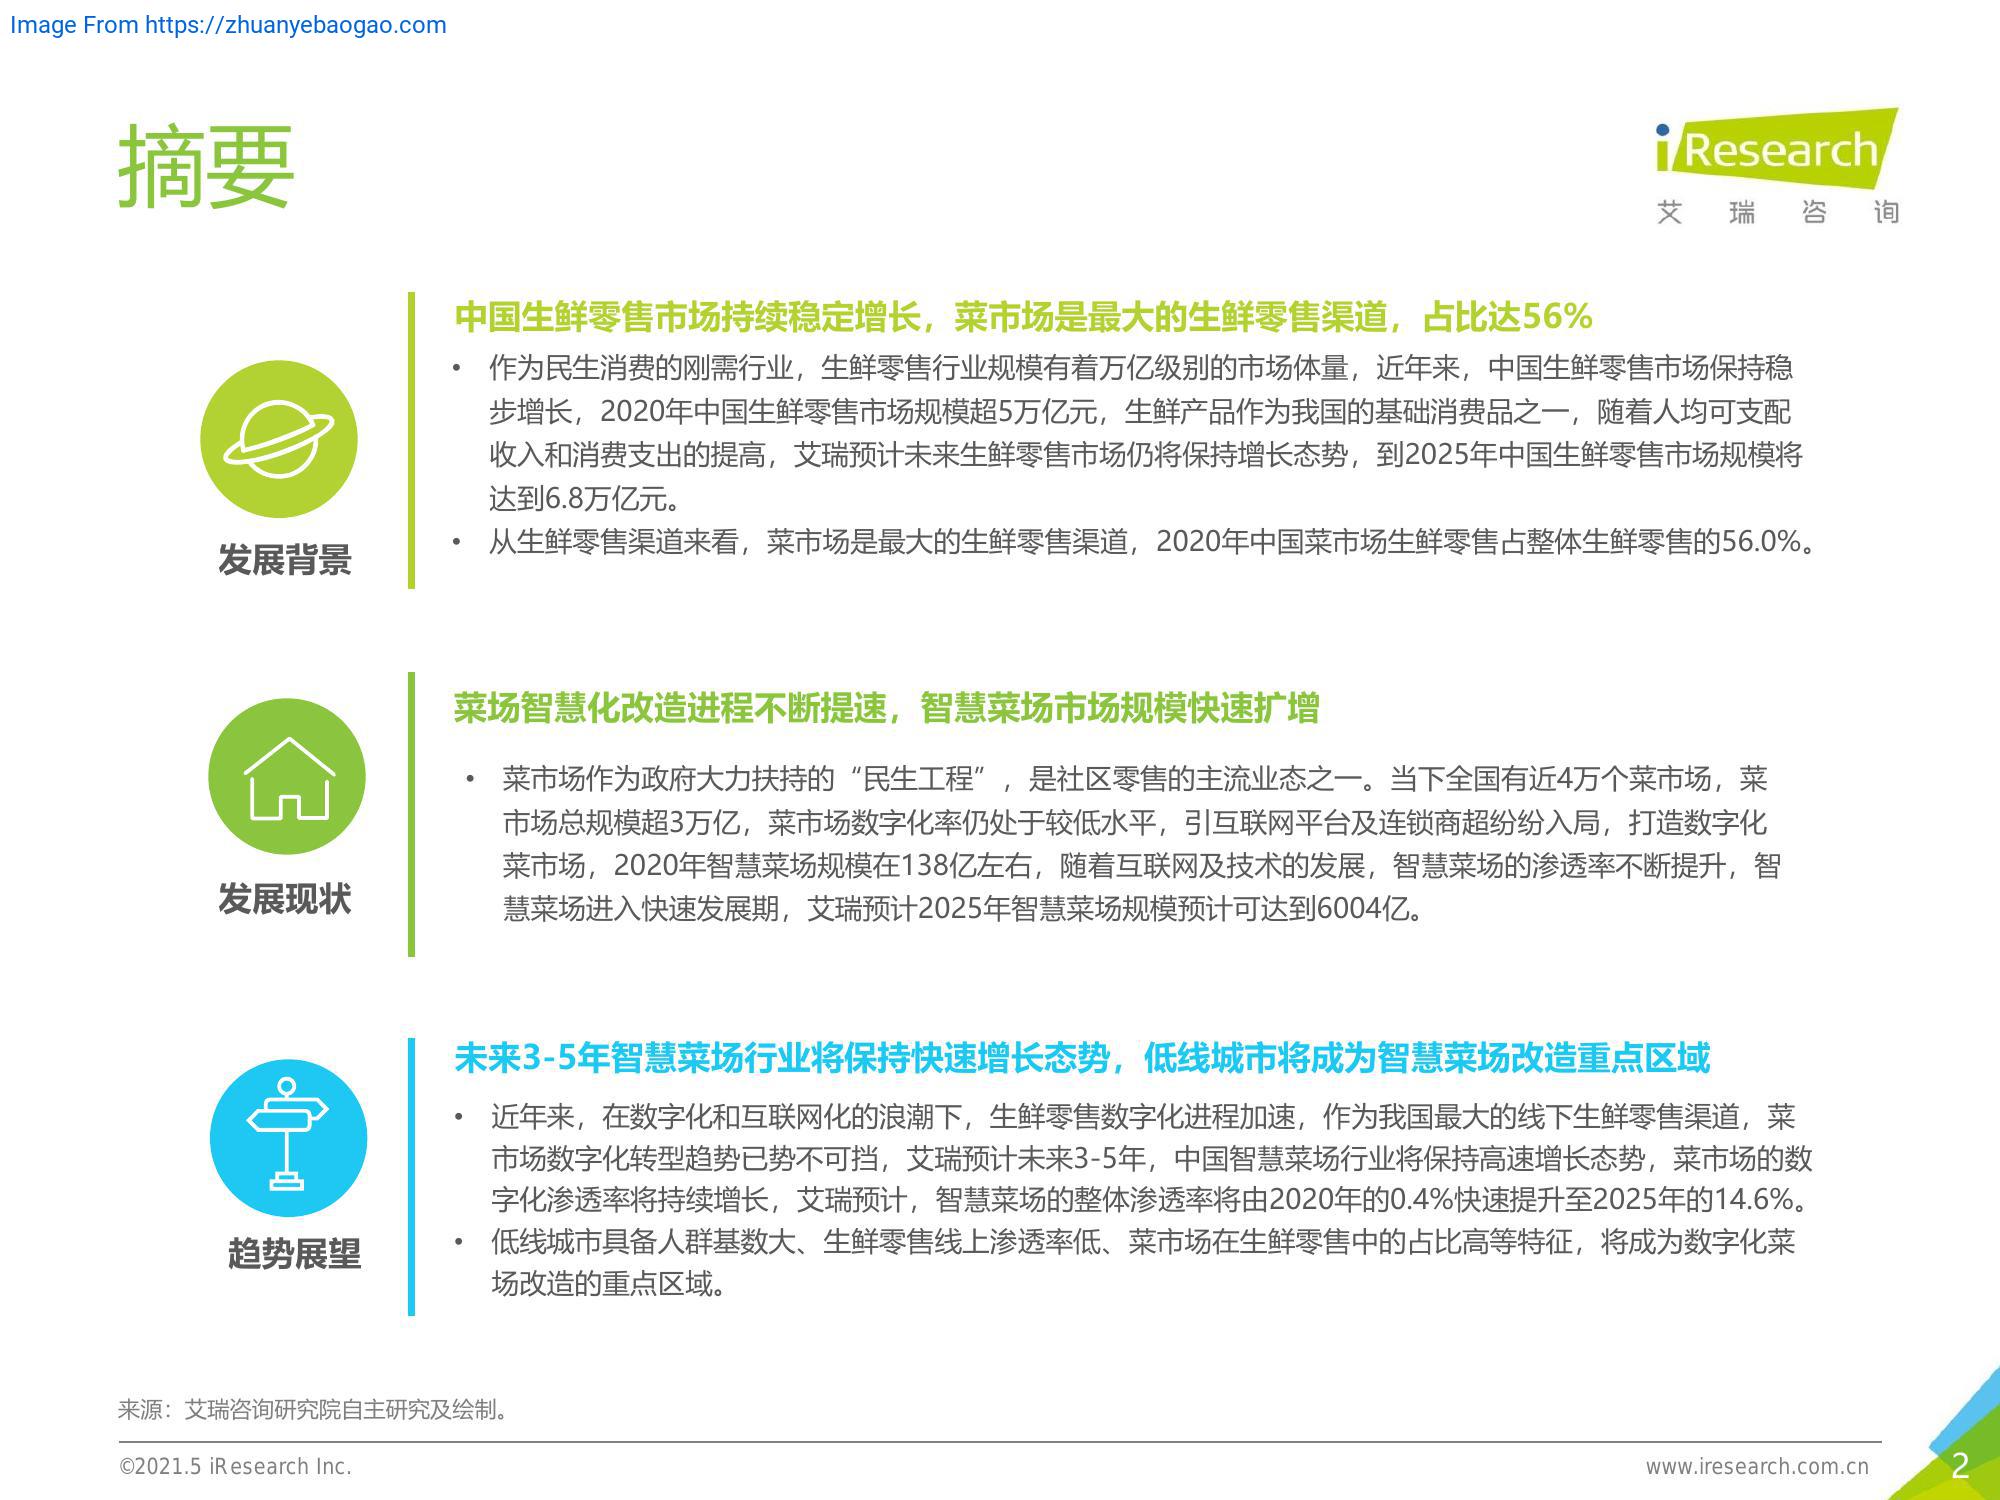 Image From https://zhuanyebaogao.com
摘要
iResearch
艾瑞咨询
中国生鲜零售市场持续稳定增长，菜市场是最大的生鲜零售渠道，占比达56%
• 作为民生消费的刚需行业，生鲜零售行业规模有着万亿级别的市场体量，近年来，中国生鲜零售市场保持稳
步增长，2020年中国生鲜零售市场规模超5万亿元，生鲜产品作为我国的基础消费品之一，随着人均可支配
收入和消费支出的提高，艾瑞预计未来生鲜零售市场仍将保持增长态势，到2025年中国生鲜零售市场规模将
达到6.8万亿元。
• 从生鲜零售渠道来看，菜市场是最大的生鲜零售渠道，2020年中国菜市场生鲜零售占整体生鲜零售的56.0%。
发展背景
菜场智慧化改造进程不断提速，智慧菜场市场规模快速扩增
• 菜市场作为政府大力扶持的“民生工程”，是社区零售的主流业态之一。当下全国有近4万个菜市场，菜
市场总规模超3万亿，菜市场数字化率仍处于较低水平，引互联网平台及连锁商超纷纷入局，打造数字化
菜市场，2020年智慧菜场规模在138亿左右，随着互联网及技术的发展，智慧菜场的渗透率不断提升，智
慧菜场进入快速发展期，艾瑞预计2025年智慧菜场规模预计可达到6004亿。
发展现状
未来3-5年智慧菜场行业将保持快速增长态势，低线城市将成为智慧菜场改造重点区域
• 近年来，在数字化和互联网化的浪潮下，生鲜零售数字化进程加速，作为我国最大的线下生鲜零售渠道，菜
市场数字化转型趋势已势不可挡，艾瑞预计未来3-5年，中国智慧菜场行业将保持高速增长态势，菜市场的数
字化渗透率将持续增长，艾瑞预计，智慧菜场的整体渗透率将由2020年的0.4%快速提升至2025年的14.6%。
• 低线城市具备人群基数大、生鲜零售线上渗透率低、菜市场在生鲜零售中的占比高等特征，将成为数字化菜
场改造的重点区域。
趋势展望
来源：艾瑞咨询研究院自主研究及绘制。
©2021.5 iResearch Inc.
www.iresearch.com.cn
2